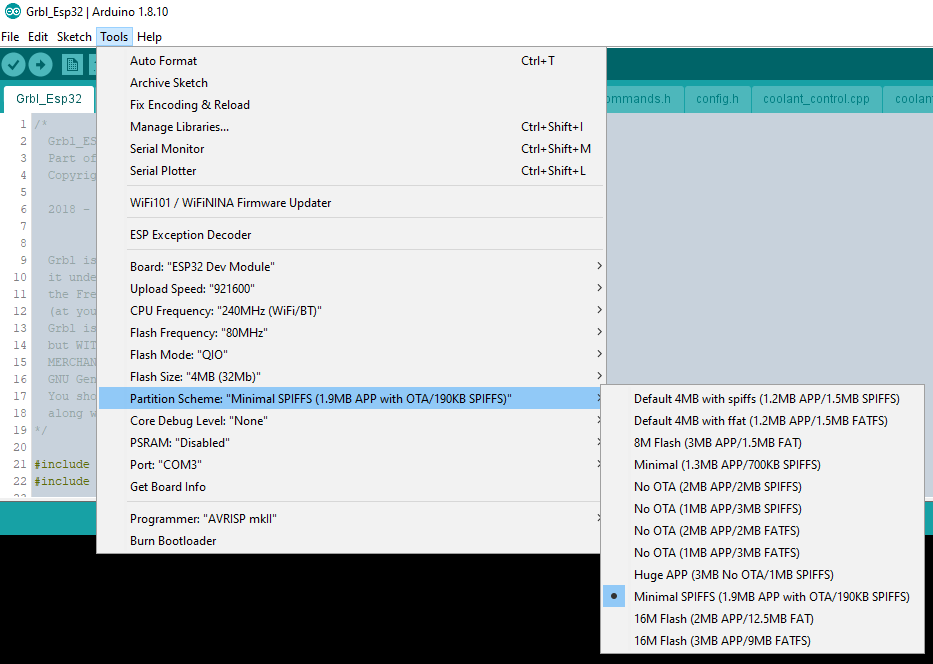 Grbl_Esp32 | Arduino 1.8.10
File Edit Sketch Tools Help
Auto Format Ctrl+T
Archive Sketch
Fix Encoding & Reload
Manage Libraries... Ctrl+Shift+I
Serial Monitor Ctrl+Shift+M
Serial Plotter Ctrl+Shift+L
WiFi101 / WiFiNINA Firmware Updater
ESP Exception Decoder
Board: "ESP32 Dev Module"
Upload Speed: "921600"
CPU Frequency: "240MHz (WiFi/BT)"
Flash Frequency: "80MHz"
Flash Mode: "QIO"
Flash Size: "4MB (32Mb)"
Partition Scheme: "Minimal SPIFFS (1.9MB APP with OTA/190KB SPIFFS)"
Core Debug Level: "None"
PSRAM: "Disabled"
Port: "COM3"
Get Board Info
Programmer: "AVRISP mkII"
Burn Bootloader
Default 4MB with spiffs (1.2MB APP/1.5MB SPIFFS)
Default 4MB with ffat (1.2MB APP/1.5MB FATFS)
8M Flash (3MB APP/1.5MB FAT)
Minimal (1.3MB APP/700KB SPIFFS)
No OTA (2MB APP/2MB SPIFFS)
No OTA (1MB APP/3MB SPIFFS)
No OTA (2MB APP/2MB FATFS)
No OTA (1MB APP/3MB FATFS)
Huge APP (3MB No OTA/1MB SPIFFS)
Minimal SPIFFS (1.9MB APP with OTA/190KB SPIFFS)
16M Flash (2MB APP/12.5MB FAT)
16M Flash (3MB APP/9MB FATFS)
Grbl_Esp32 ommands.h config.h coolant_control.cpp coolan
1 /*
2 Grbl_ES
3 Part of
4 Copyrig
5
6 2018 -
7
8
9 Grbl is
10 it unde
11 the Fre
12 (at you
13 Grbl is
14 but WIT
15 MERCHAN
16 GNU Gen
17 You sho
18 along w
19 */
20
21 #include
22 #include
23